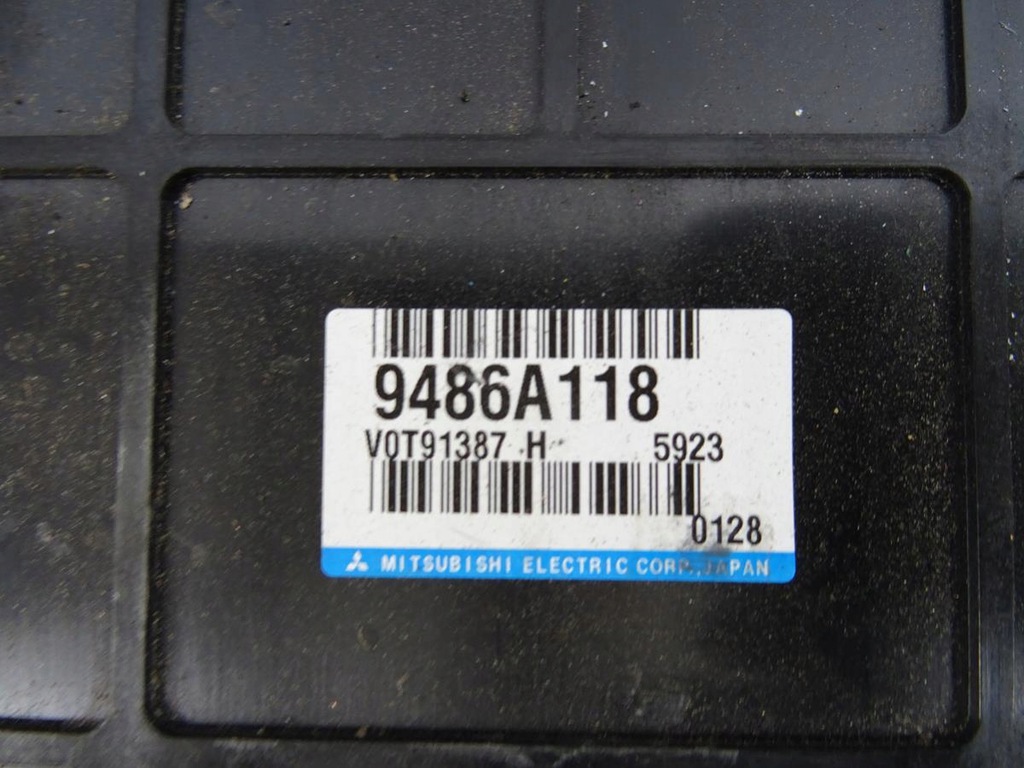 9486A118
V0T91387 H 5923
0128
MITSUBISHI ELECTRIC CORP., JAPAN